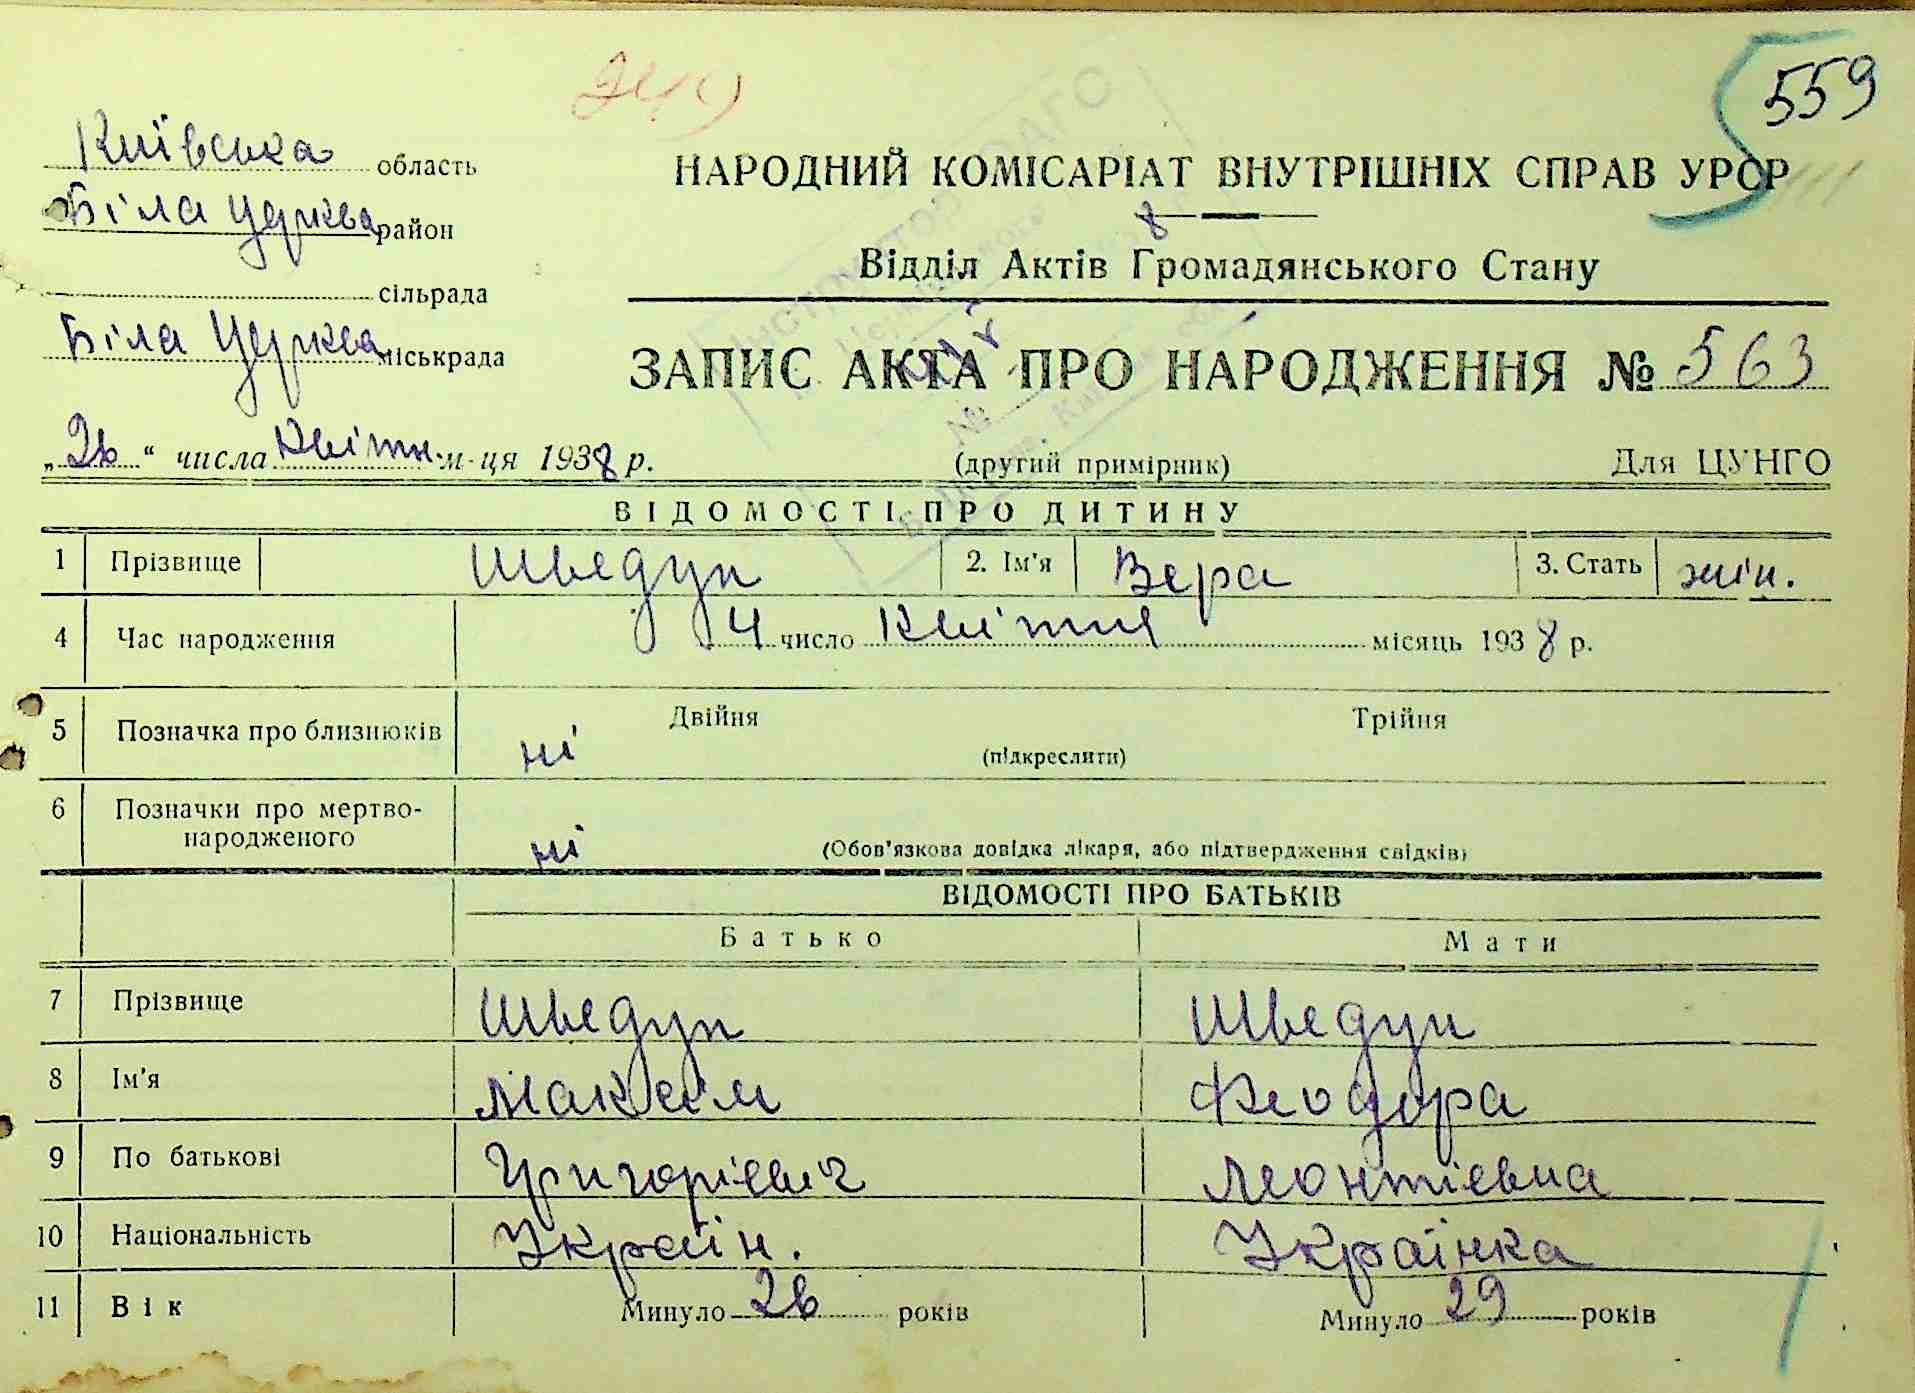 559
Київська область
НАРОДНИЙ КОМІСАРІАТ ВНУТРІШНІХ СПРАВ УРСР
Біла Церква район
Відділ Актів Громадянського Стану
сільрада
Біла Церква міськрада
ЗАПИС АКТА ПРО НАРОДЖЕННЯ № 563
„26“ числа Квітн. м-ця 1938 р.
(другий примірник)
Для ЦУНГО
ВІДОМОСТІ ПРО ДИТИНУ
1 Прізвище Шведун 2. Ім'я Вера 3. Стать жін.
4 Час народження 4 число Квітня місяць 1938 р.
5 Позначка про близнюків ні Двійня Трійня
(підкреслити)
6 Позначки про мертво-
народженого ні (Обов'язкова довідка лікаря, або підтвердження свідків)
ВІДОМОСТІ ПРО БАТЬКІВ
Батько Мати
7 Прізвище Шведун Шведун
8 Ім'я Максим Феодора
9 По батькові Григорієвич Леонтіевна
10 Національність Україн. Українка
11 Вік Минуло 26 років Минуло 29 років